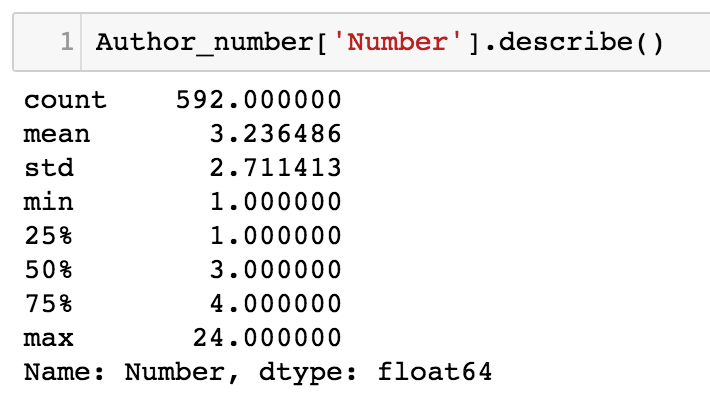 1 Author_number['Number'].describe()
count 592.000000
mean 3.236486
std 2.711413
min 1.000000
25% 1.000000
50% 3.000000
75% 4.000000
max 24.000000
Name: Number, dtype: float64